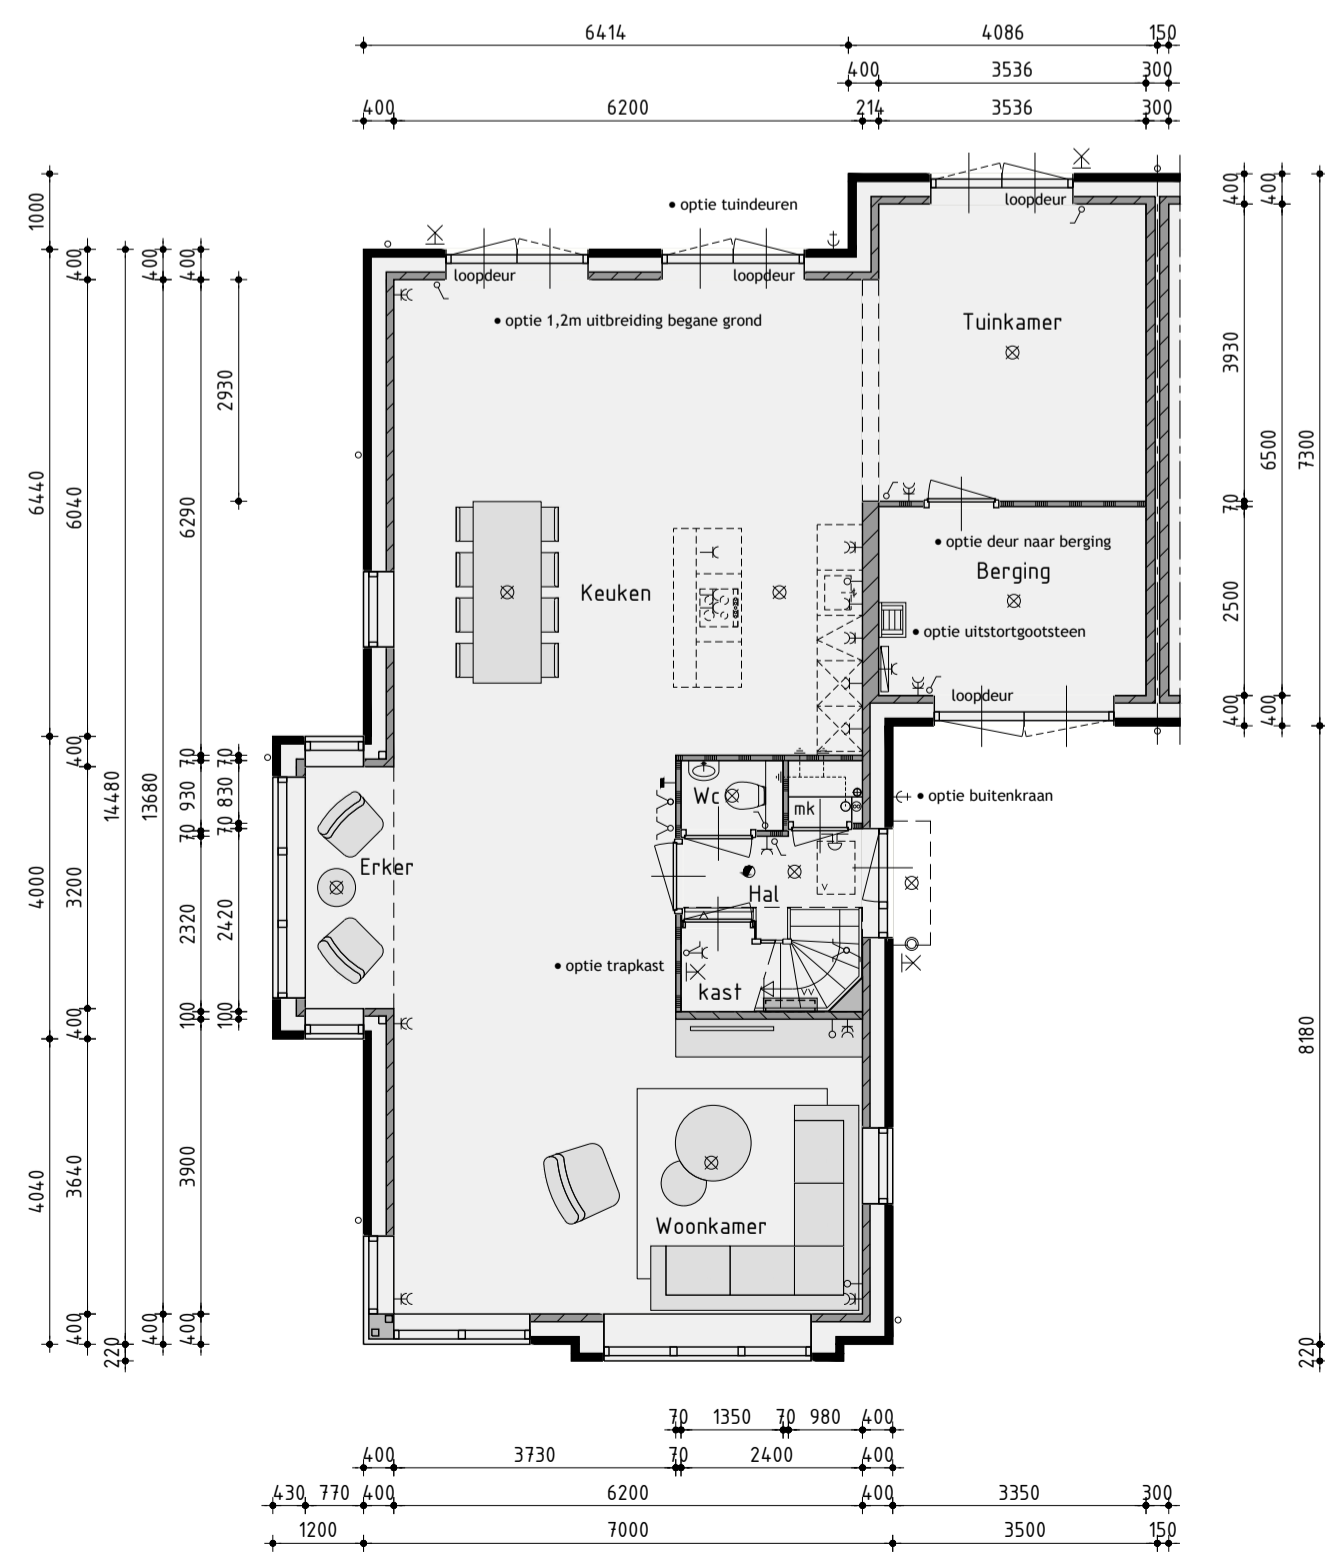 6414 4086 150
400 3536 300
400 6200 214 3536 300
• optie tuindeuren
loopdeur
loopdeur loopdeur
• optie 1,2m uitbreiding begane grond
Tuinkamer
• optie deur naar berging
Berging
Keuken
• optie uitstortgootsteen
loopdeur
Wc
mk
• optie buitenkraan
Erker
Hal
• optie trapkast
kast
Woonkamer
1000
6440
4000
4040
400
6040
400
3200
400
3640
400
14480
220
400
13680
400
400
6290
70
930
70
2320
100
3900
400
2930
70
830
70
2420
100
400
3930
70
2500
400
400
6500
400
7300
8180
220
70 1350 70 980 400
400 3730 70 2400 400
430 770 400 6200 400 3350 300
1200 7000 3500 150